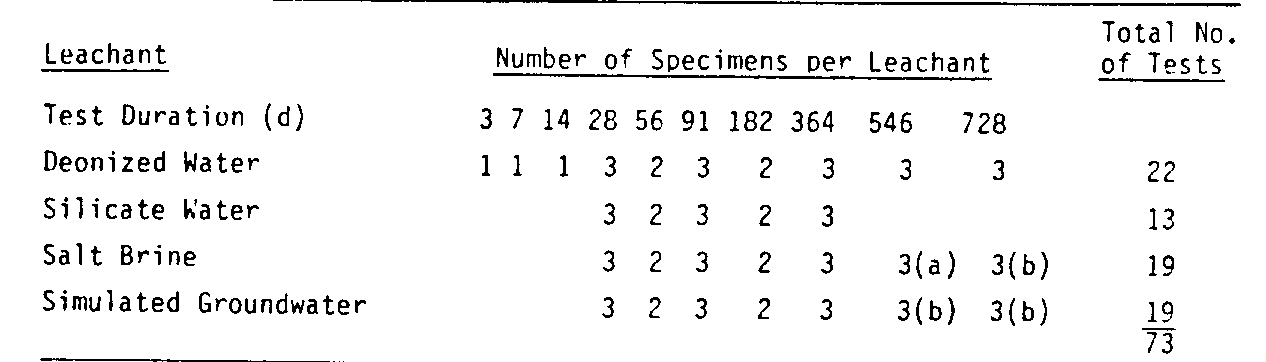 Total No.
Leachant Number of Specimens per Leachant of Tests
Test Duration (d) 3 7 14 28 56 91 182 364 546 728
Deonized Water 1 1 1 3 2 3 2 3 3 3 22
Silicate Water 3 2 3 2 3 13
Salt Brine 3 2 3 2 3 3(a) 3(b) 19
Simulated Groundwater 3 2 3 2 3 3(b) 3(b) 19
73